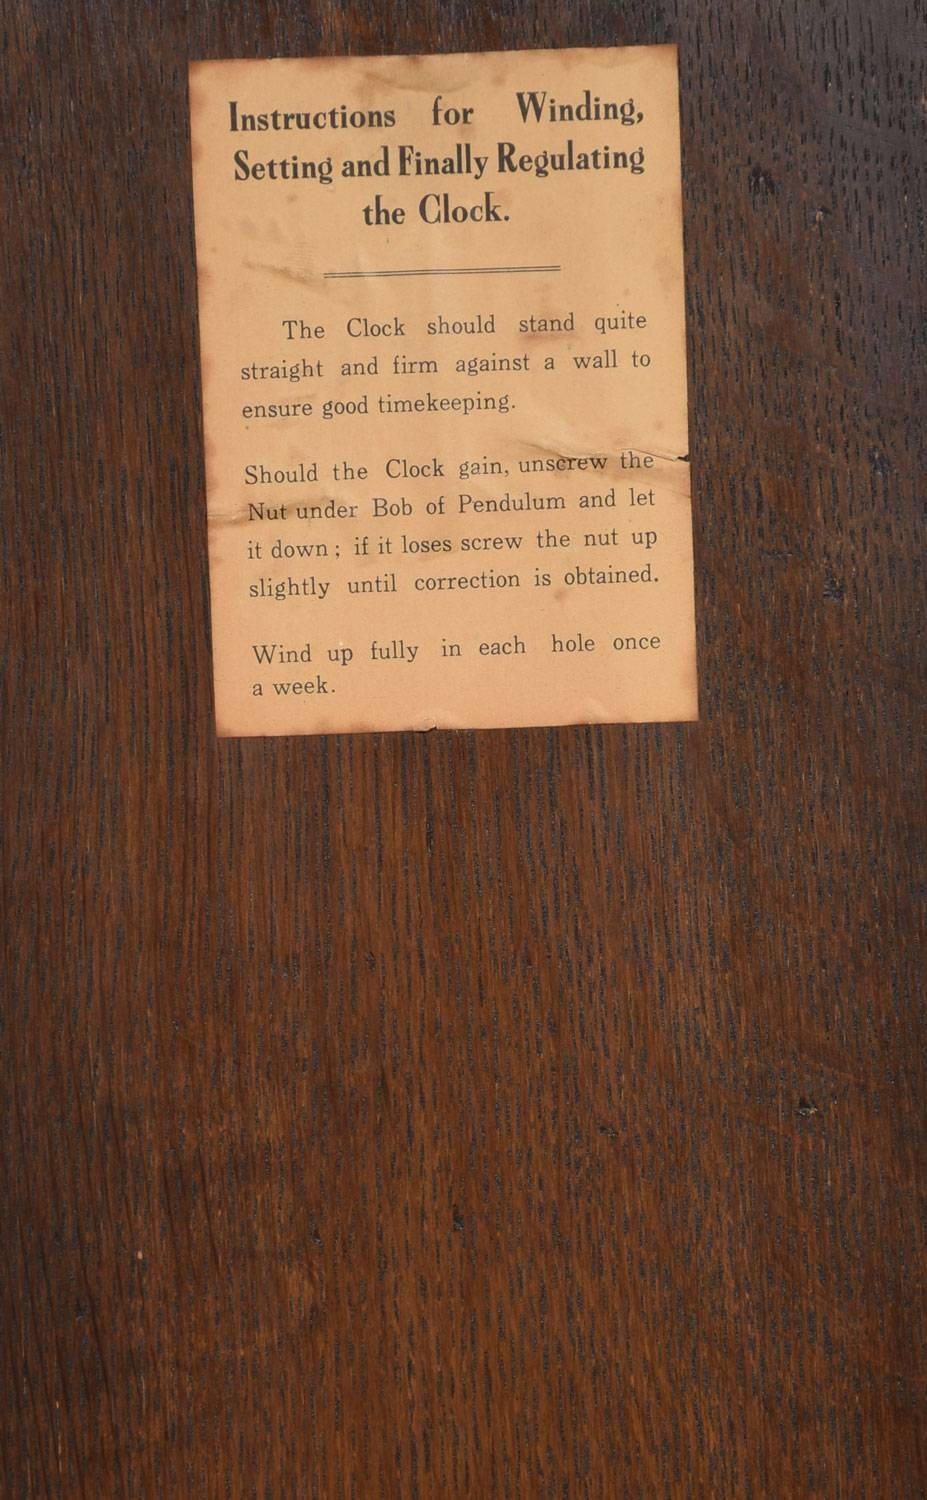 Instructions for Winding,
Setting and Finally Regulating
the Clock.
The Clock should stand quite
straight and firm against a wall to
ensure good timekeeping.
Should the Clock gain, unscrew the
Nut under Bob of Pendulum and let
it down ; if it loses screw the nut up
slightly until correction is obtained.
Wind up fully in each hole once
a week.